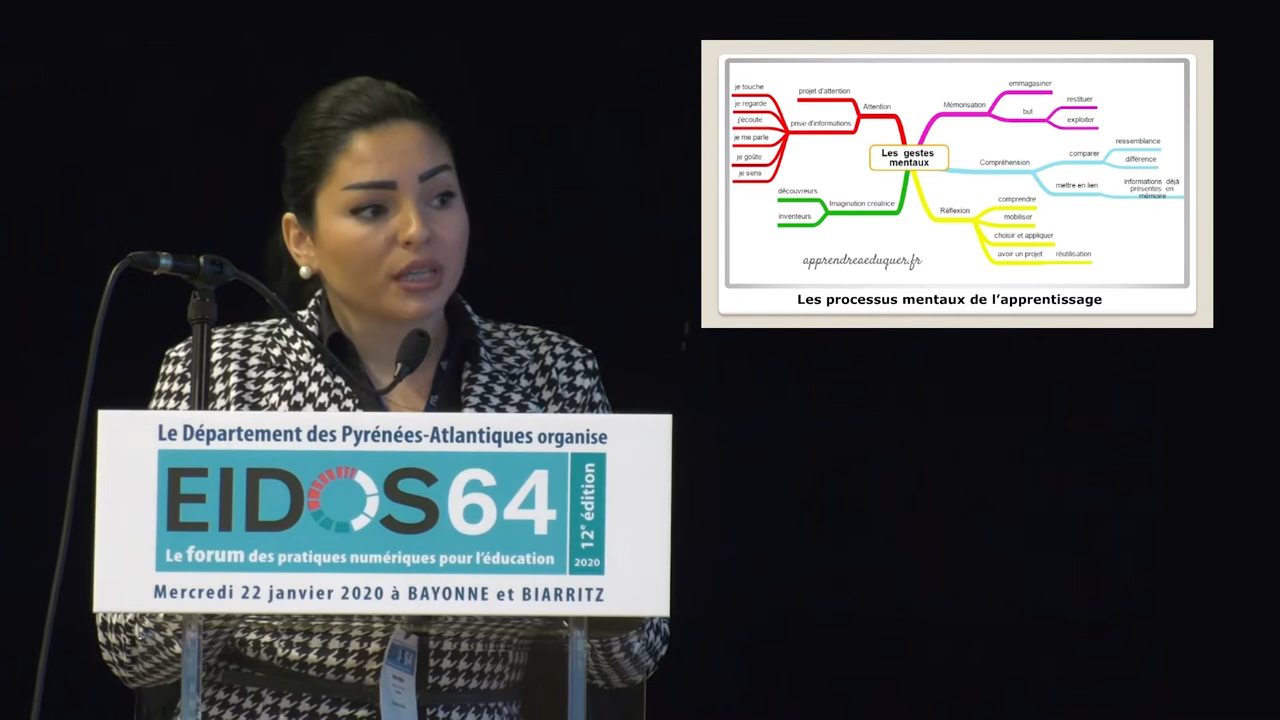 je touche
je regarde
j'écoute
je me parle
je goûte
je sens
projet d'attention
prise d'informations
Attention
découvreurs
inventeurs
Imagination créatrice
Les gestes
mentaux
Mémorisation
emmagasiner
but
restituer
exploiter
Compréhension
comparer
ressemblance
différence
mettre en lien
informations déjà
présentes en
mémoire
Réflexion
comprendre
mobiliser
choisir et appliquer
avoir un projet
réutilisation
apprendreaeduquer.fr
Les processus mentaux de l'apprentissage
Le Département des Pyrénées-Atlantiques organise
EIDOS64
12e édition
2020
Le forum des pratiques numériques pour l'éducation
Mercredi 22 janvier 2020 à BAYONNE et BIARRITZ